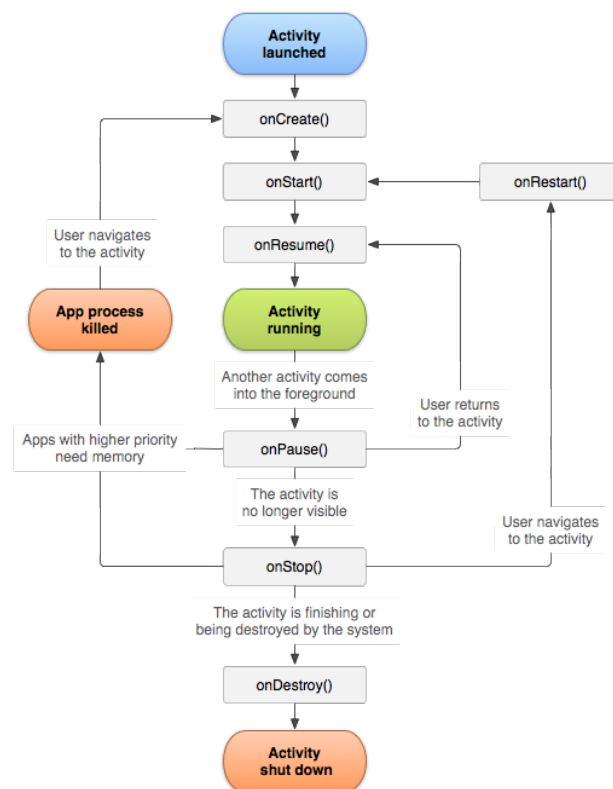 Activity
launched
onCreate()
onStart()
onRestart()
User navigates
to the activity
onResume()
App process
killed
Activity
running
Another activity comes
into the foreground
User returns
to the activity
Apps with higher priority
need memory
onPause()
The activity is
no longer visible
User navigates
to the activity
onStop()
The activity is finishing or
being destroyed by the system
onDestroy()
Activity
shut down